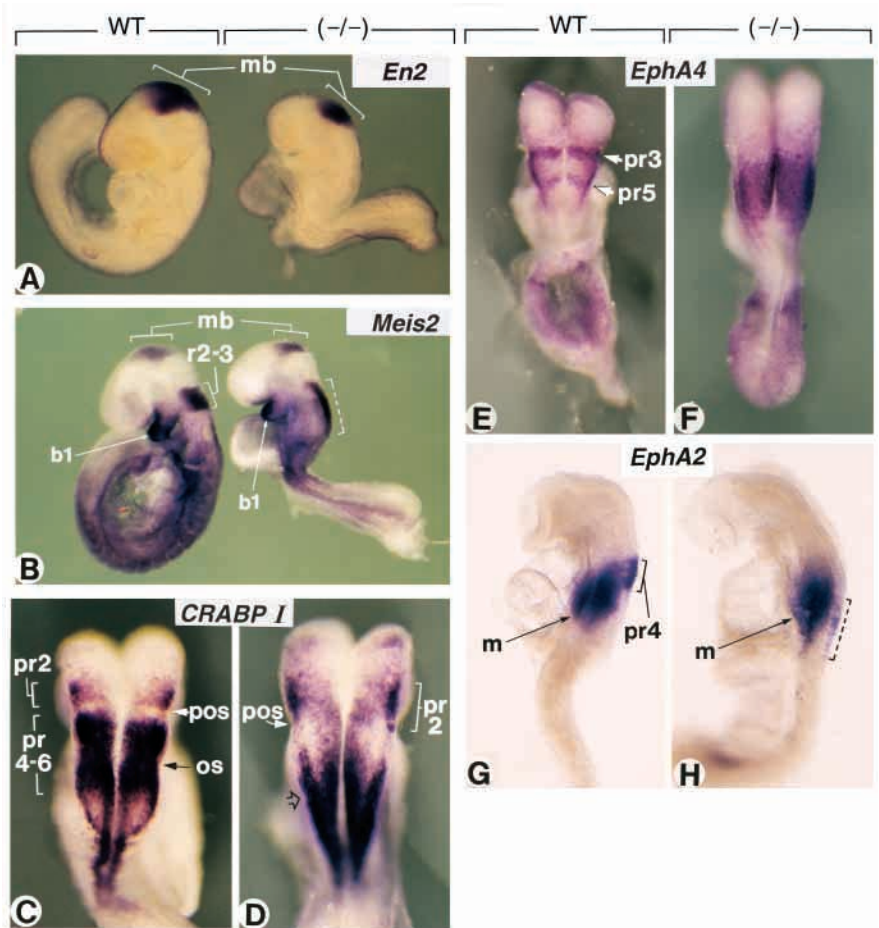 WT (−/−)
mb En2
A
mb Meis2
r2-3
b1
b1
B
CRABP I
pr2
pos
pr
4-6
os
pos
pr
2
C D
WT (−/−)
EphA4
pr3
pr5
E F
EphA2
m
pr4
m
G H